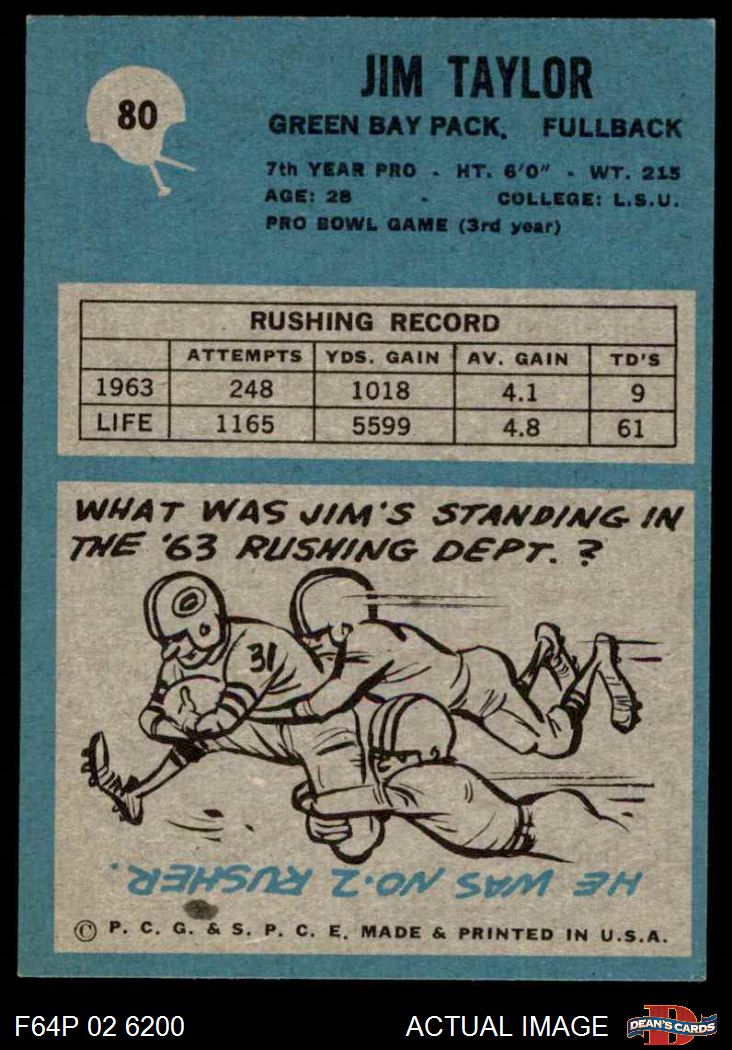 80
JIM TAYLOR
GREEN BAY PACK. FULLBACK
7th YEAR PRO - HT. 6'0" - WT. 215
AGE: 28 - COLLEGE: L.S.U.
PRO BOWL GAME (3rd year)
RUSHING RECORD
ATTEMPTS YDS. GAIN AV. GAIN TD'S
1963 248 1018 4.1 9
LIFE 1165 5599 4.8 61
WHAT WAS JIM'S STANDING IN
THE '63 RUSHING DEPT.?
G
31
HE WAS NO.2 RUSHER.
© P. C. G. & S. P. C. E. MADE & PRINTED IN U.S.A.
F64P 02 6200 ACTUAL IMAGE D DEAN'S CARDS